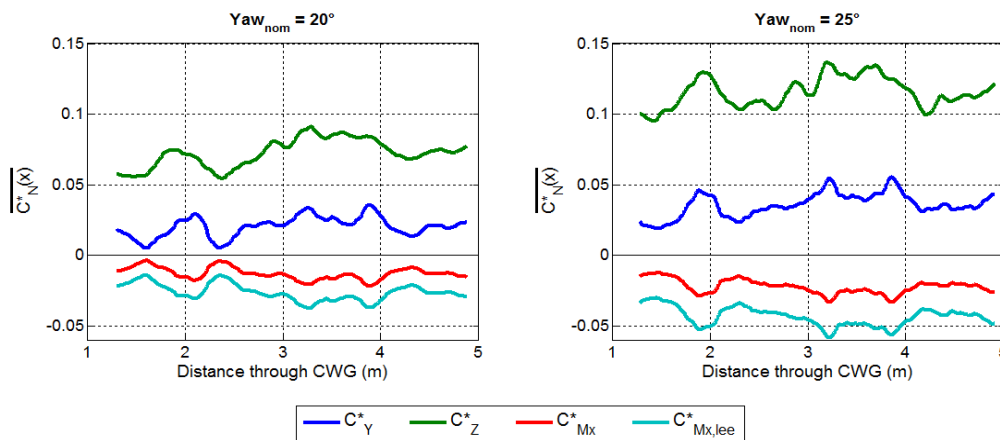 Yaw_nom = 20°
Yaw_nom = 25°
0.15
0.1
0.05
0
-0.05
C*_N(x)
1 2 3 4 5
Distance through CWG (m)
0.15
0.1
0.05
0
-0.05
C*_N(x)
1 2 3 4 5
Distance through CWG (m)
C*_Y C*_Z C*_Mx C*_Mx,lee